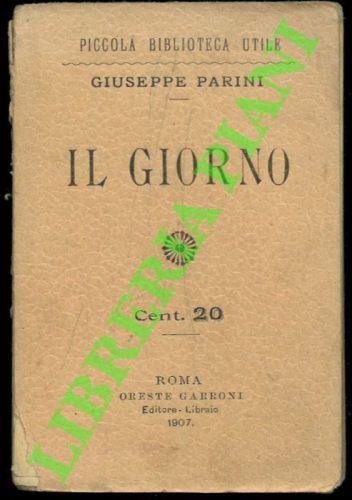 PICCOLA BIBLIOTECA UTILE
GIUSEPPE PARINI
IL GIORNO
Cent. 20
ROMA
ORESTE GARRONI
Editore-Libraio
1907.
LIBRERIA PIANI